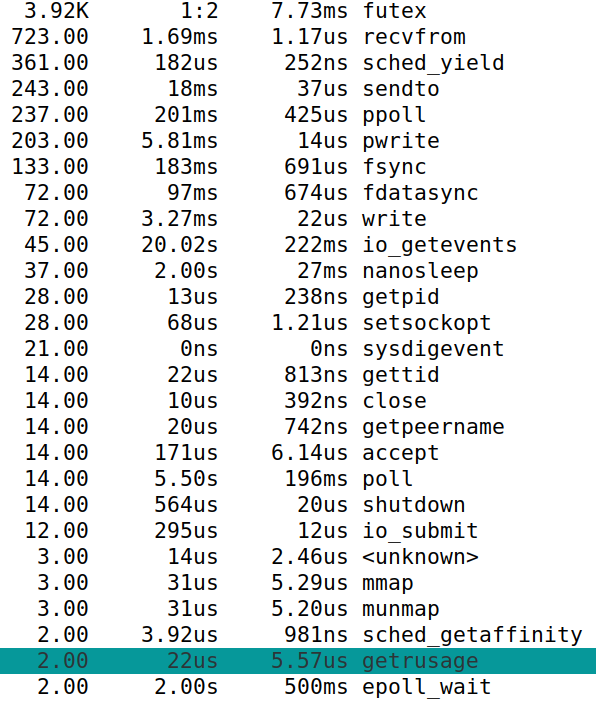 3.92K 1:2 7.73ms futex
723.00 1.69ms 1.17us recvfrom
361.00 182us 252ns sched_yield
243.00 18ms 37us sendto
237.00 201ms 425us ppoll
203.00 5.81ms 14us pwrite
133.00 183ms 691us fsync
72.00 97ms 674us fdatasync
72.00 3.27ms 22us write
45.00 20.02s 222ms io_getevents
37.00 2.00s 27ms nanosleep
28.00 13us 238ns getpid
28.00 68us 1.21us setsockopt
21.00 0ns 0ns sysdigevent
14.00 22us 813ns gettid
14.00 10us 392ns close
14.00 20us 742ns getpeername
14.00 171us 6.14us accept
14.00 5.50s 196ms poll
14.00 564us 20us shutdown
12.00 295us 12us io_submit
3.00 14us 2.46us <unknown>
3.00 31us 5.29us mmap
3.00 31us 5.20us munmap
2.00 3.92us 981ns sched_getaffinity
2.00 22us 5.57us getrusage
2.00 2.00s 500ms epoll_wait